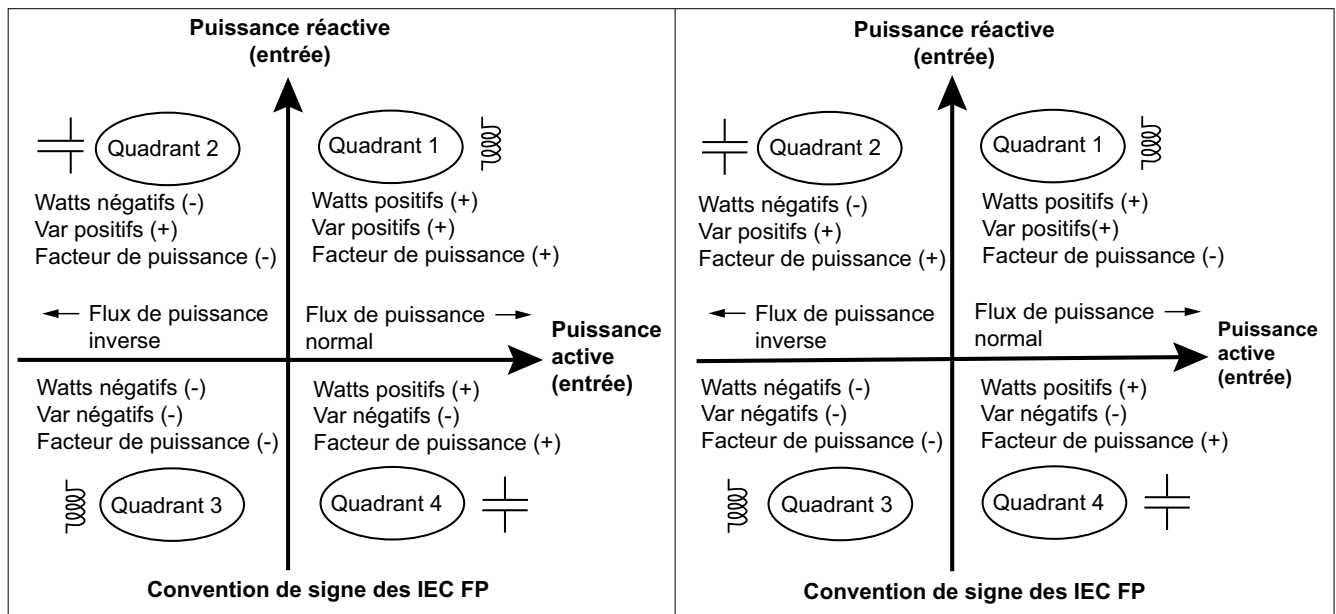 Puissance réactive
(entrée)
Quadrant 2
Quadrant 1
Watts négatifs (-)
Var positifs (+)
Facteur de puissance (-)
Watts positifs (+)
Var positifs (+)
Facteur de puissance (+)
Flux de puissance
inverse
Flux de puissance
normal
Puissance
active
(entrée)
Watts négatifs (-)
Var négatifs (-)
Facteur de puissance (-)
Watts positifs (+)
Var négatifs (-)
Facteur de puissance (+)
Quadrant 3
Quadrant 4
Convention de signe des IEC FP
Puissance réactive
(entrée)
Quadrant 2
Quadrant 1
Watts négatifs (-)
Var positifs (+)
Facteur de puissance (+)
Watts positifs (+)
Var positifs(+)
Facteur de puissance (-)
Flux de puissance
inverse
Flux de puissance
normal
Puissance
active
(entrée)
Watts négatifs (-)
Var négatifs (-)
Facteur de puissance (-)
Watts positifs (+)
Var négatifs (-)
Facteur de puissance (+)
Quadrant 3
Quadrant 4
Convention de signe des IEC FP